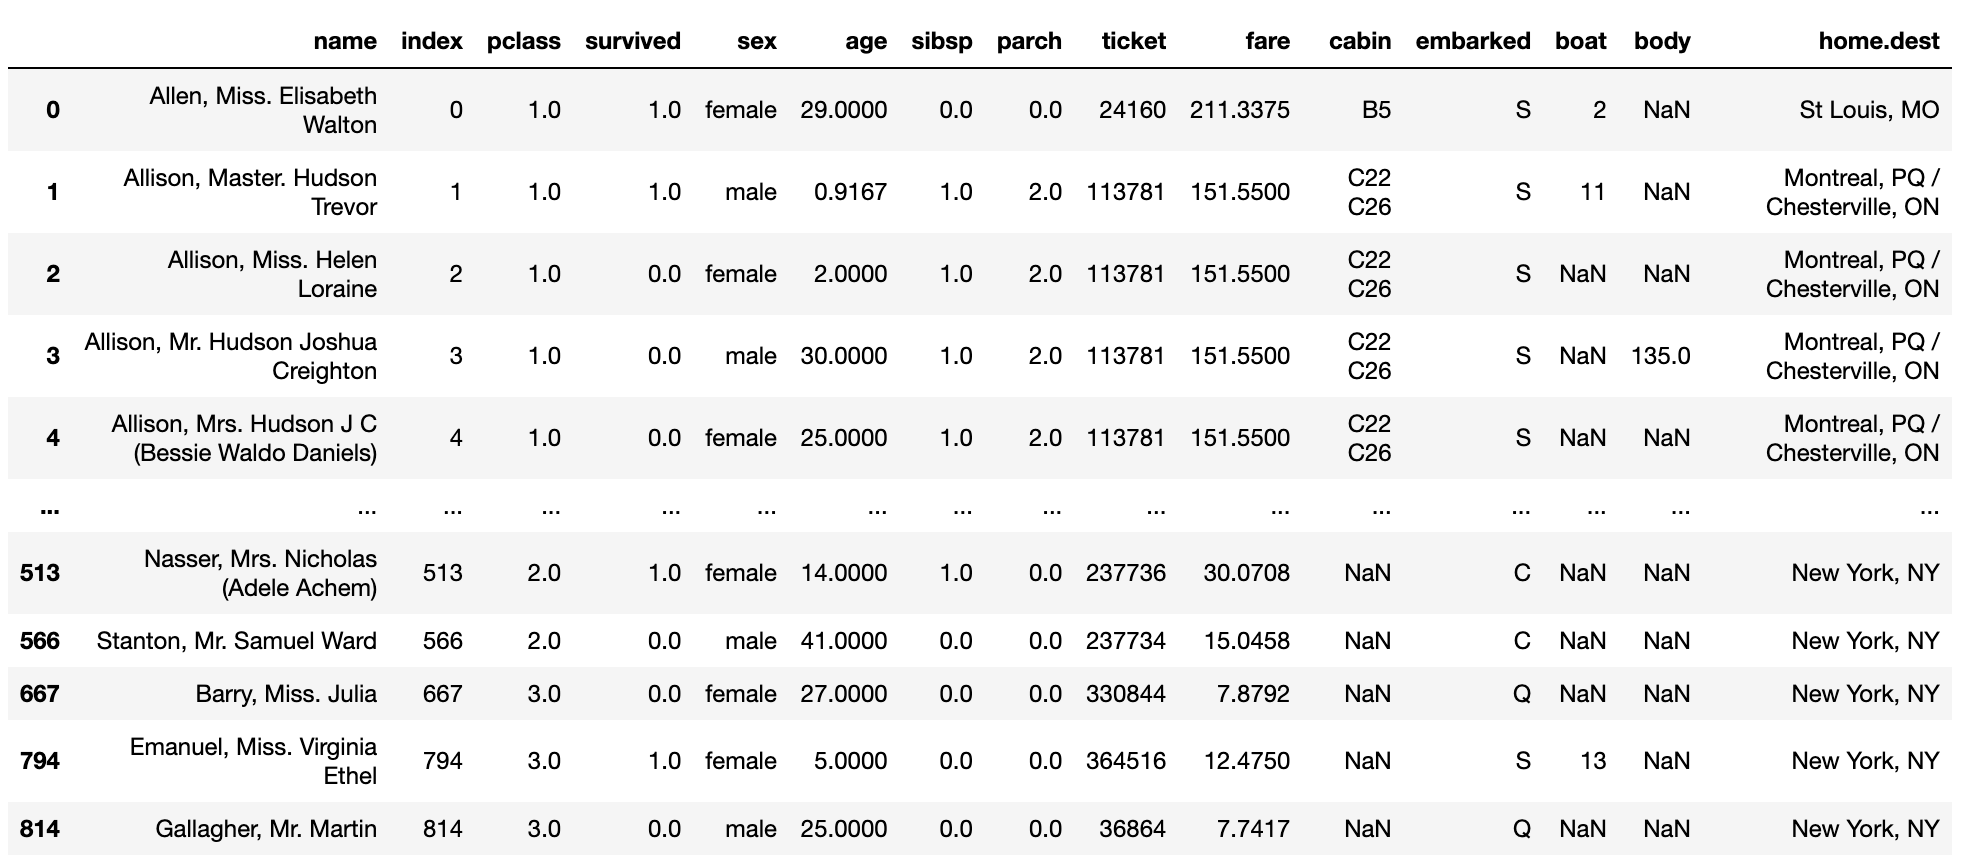 name index pclass survived sex age sibsp parch ticket fare cabin embarked boat body home.dest
0 Allen, Miss. Elisabeth Walton 0 1.0 1.0 female 29.0000 0.0 0.0 24160 211.3375 B5 S 2 NaN St Louis, MO
1 Allison, Master. Hudson Trevor 1 1.0 1.0 male 0.9167 1.0 2.0 113781 151.5500 C22 C26 S 11 NaN Montreal, PQ / Chesterville, ON
2 Allison, Miss. Helen Loraine 2 1.0 0.0 female 2.0000 1.0 2.0 113781 151.5500 C22 C26 S NaN NaN Montreal, PQ / Chesterville, ON
3 Allison, Mr. Hudson Joshua Creighton 3 1.0 0.0 male 30.0000 1.0 2.0 113781 151.5500 C22 C26 S NaN 135.0 Montreal, PQ / Chesterville, ON
4 Allison, Mrs. Hudson J C (Bessie Waldo Daniels) 4 1.0 0.0 female 25.0000 1.0 2.0 113781 151.5500 C22 C26 S NaN NaN Montreal, PQ / Chesterville, ON
... ... ... ... ... ... ... ... ... ... ... ... ... ... ... ...
513 Nasser, Mrs. Nicholas (Adele Achem) 513 2.0 1.0 female 14.0000 1.0 0.0 237736 30.0708 NaN C NaN NaN New York, NY
566 Stanton, Mr. Samuel Ward 566 2.0 0.0 male 41.0000 0.0 0.0 237734 15.0458 NaN C NaN NaN New York, NY
667 Barry, Miss. Julia 667 3.0 0.0 female 27.0000 0.0 0.0 330844 7.8792 NaN Q NaN NaN New York, NY
794 Emanuel, Miss. Virginia Ethel 794 3.0 1.0 female 5.0000 0.0 0.0 364516 12.4750 NaN S 13 NaN New York, NY
814 Gallagher, Mr. Martin 814 3.0 0.0 male 25.0000 0.0 0.0 36864 7.7417 NaN Q NaN NaN New York, NY